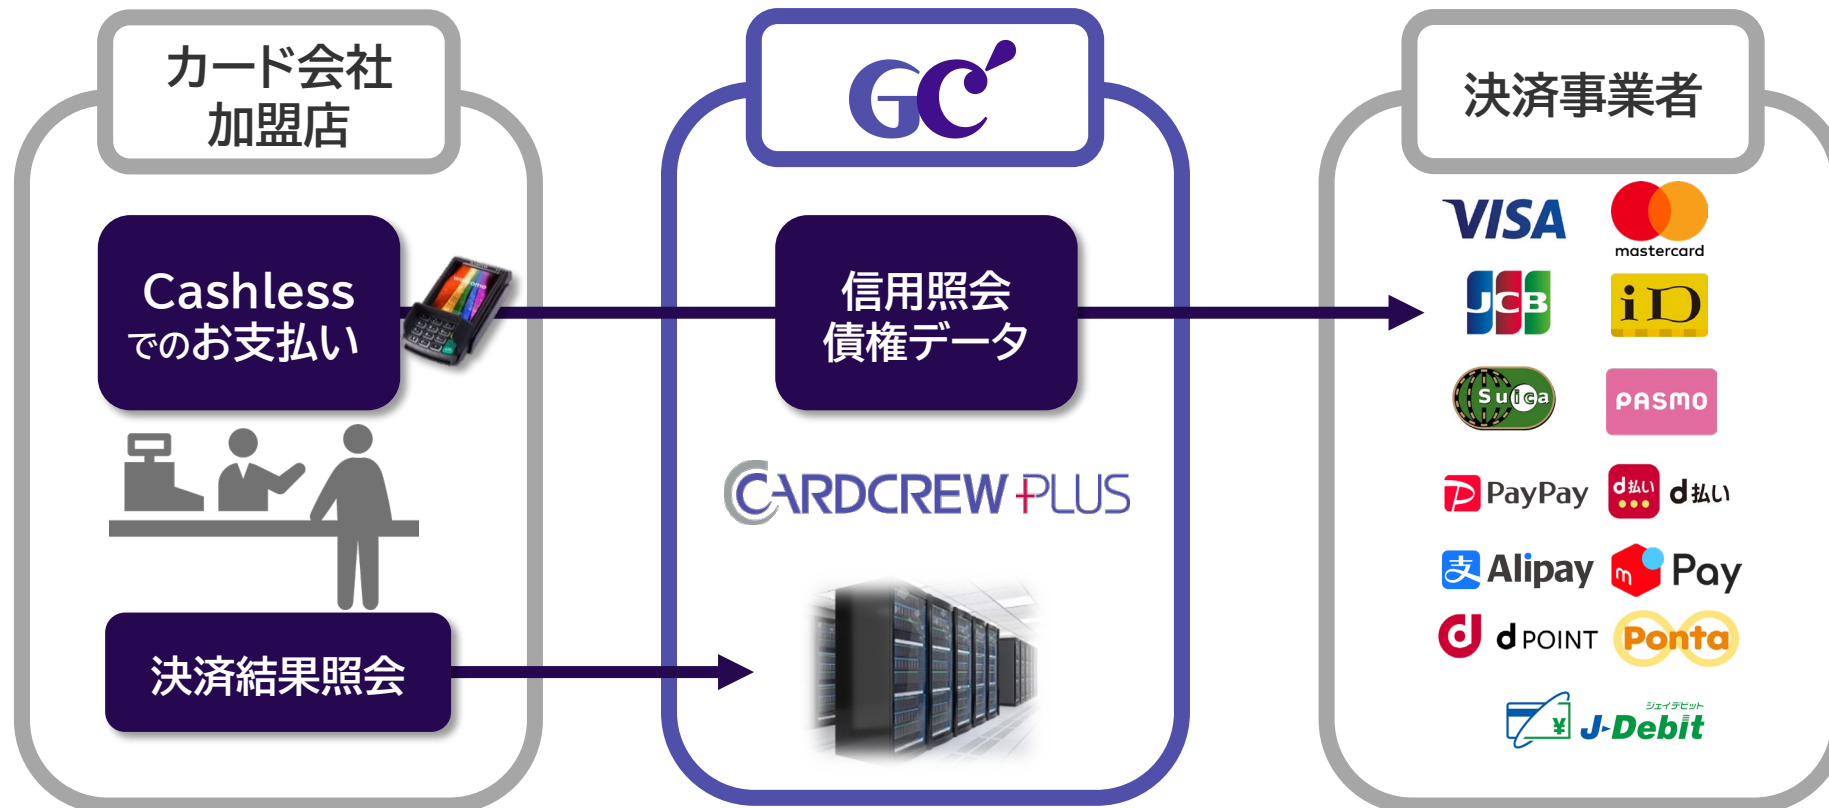 カード会社
加盟店
Cashless
でのお支払い
決済結果照会
GC
信用照会
債権データ
CARDCREW PLUS
決済事業者
VISA
mastercard
JCB
iD
Suica
PASMO
PayPay
d払い
d払い
支 Alipay
m Pay
d d POINT
Ponta
ジェイデビット
¥ J-Debit